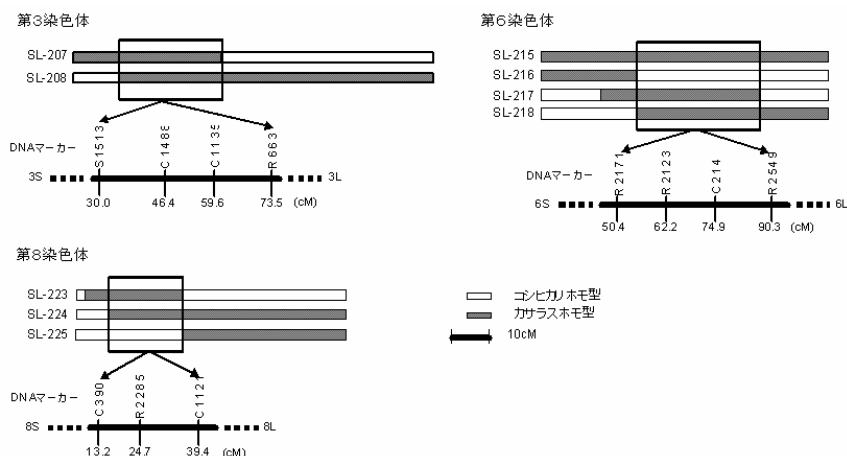 第3染色体
SL-207
SL-208
DNAマーカー
S1513
C1488
C1135
R663
3S
3L
30.0
46.4
59.6
73.5
(cM)
第6染色体
SL-215
SL-216
SL-217
SL-218
DNAマーカー
R2171
R2123
C214
R2549
6S
6L
50.4
62.2
74.9
90.3
(cM)
第8染色体
SL-223
SL-224
SL-225
DNAマーカー
C390
R2285
C1121
8S
8L
13.2
24.7
39.4
(cM)
コシヒカリホモ型
カサラスホモ型
10cM